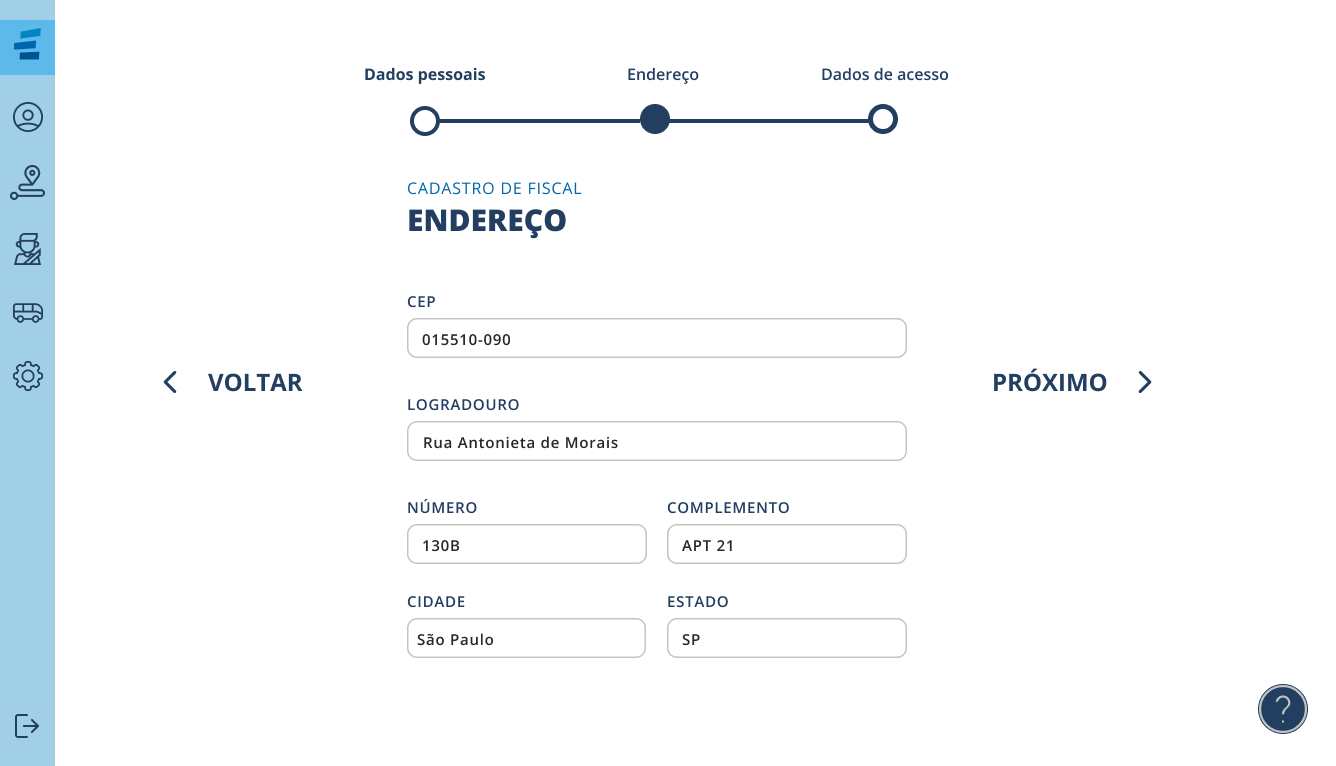 Dados pessoais
Endereço
Dados de acesso
CADASTRO DE FISCAL
ENDEREÇO
CEP
015510-090
VOLTAR
PRÓXIMO
LOGRADOURO
Rua Antonieta de Morais
NÚMERO
COMPLEMENTO
130B
APT 21
CIDADE
ESTADO
São Paulo
SP
?